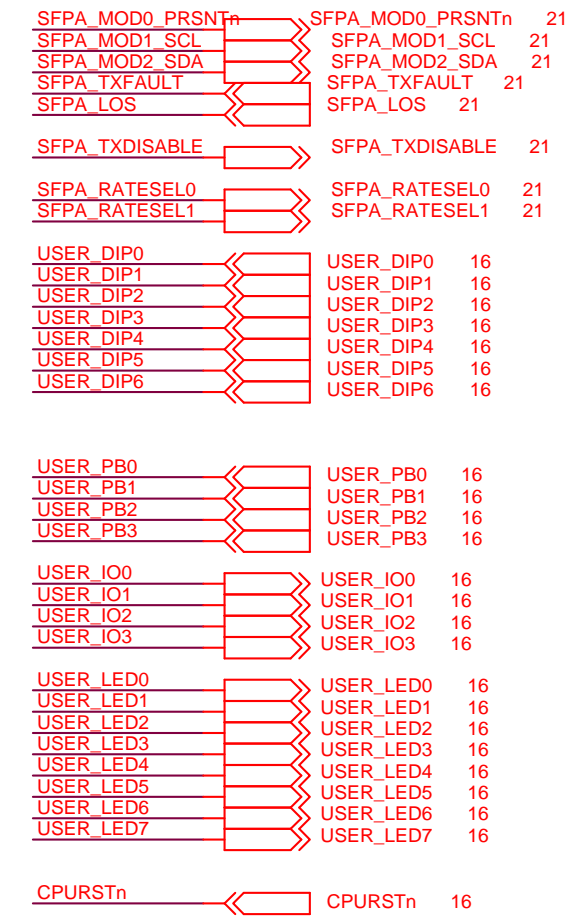 SFPA_MOD0_PRSNTn SFPA_MOD0_PRSNTn 21
SFPA_MOD1_SCL SFPA_MOD1_SCL 21
SFPA_MOD2_SDA SFPA_MOD2_SDA 21
SFPA_TXFAULT SFPA_TXFAULT 21
SFPA_LOS SFPA_LOS 21
SFPA_TXDISABLE SFPA_TXDISABLE 21
SFPA_RATESEL0 SFPA_RATESEL0 21
SFPA_RATESEL1 SFPA_RATESEL1 21
USER_DIP0 USER_DIP0 16
USER_DIP1 USER_DIP1 16
USER_DIP2 USER_DIP2 16
USER_DIP3 USER_DIP3 16
USER_DIP4 USER_DIP4 16
USER_DIP5 USER_DIP5 16
USER_DIP6 USER_DIP6 16
USER_PB0 USER_PB0 16
USER_PB1 USER_PB1 16
USER_PB2 USER_PB2 16
USER_PB3 USER_PB3 16
USER_IO0 USER_IO0 16
USER_IO1 USER_IO1 16
USER_IO2 USER_IO2 16
USER_IO3 USER_IO3 16
USER_LED0 USER_LED0 16
USER_LED1 USER_LED1 16
USER_LED2 USER_LED2 16
USER_LED3 USER_LED3 16
USER_LED4 USER_LED4 16
USER_LED5 USER_LED5 16
USER_LED6 USER_LED6 16
USER_LED7 USER_LED7 16
CPURSTn CPURSTn 16